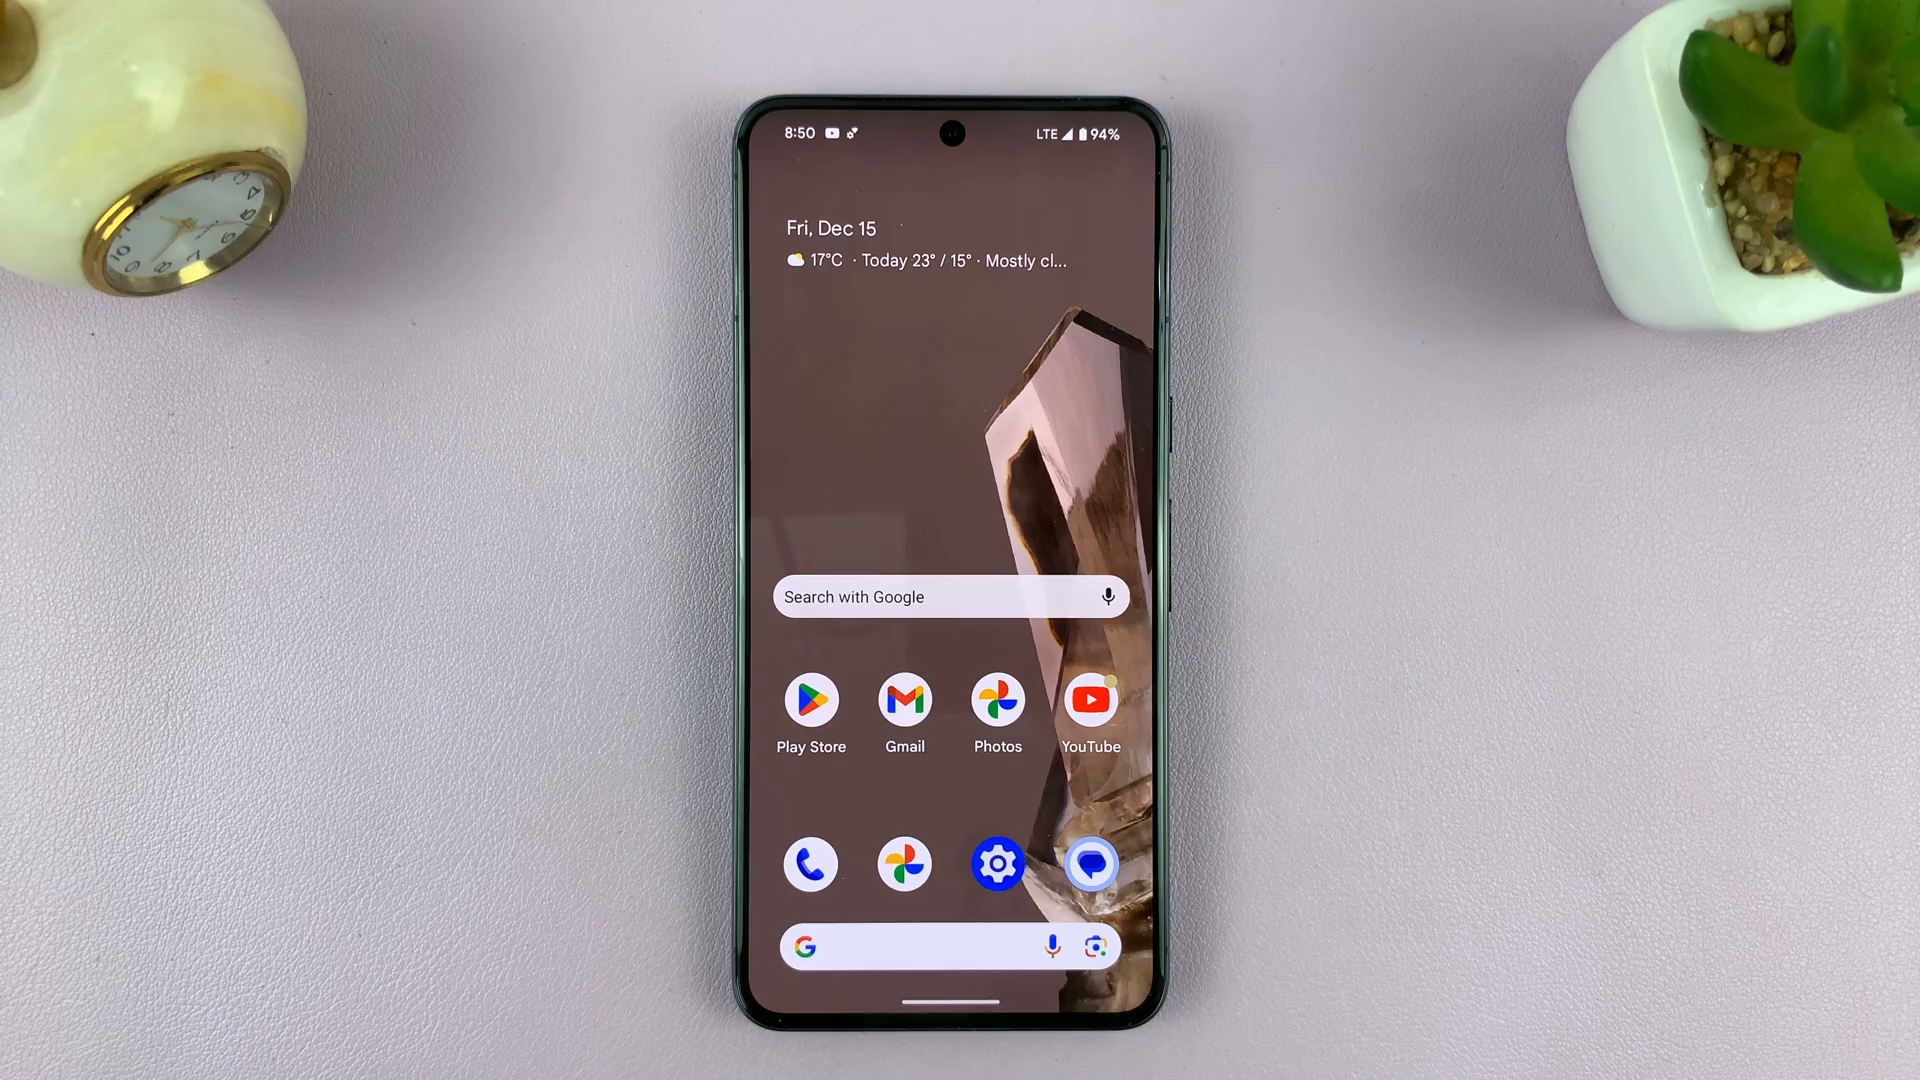 8:50 LTE 94%
Fri, Dec 15
17°C · Today 23° / 15° · Mostly cl...
Search with Google
Play Store Gmail Photos YouTube